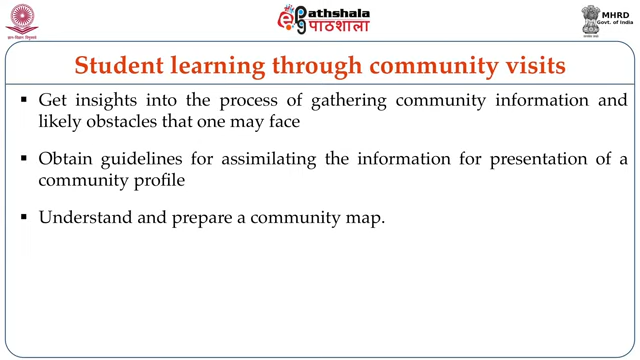 ePathshala
पाठशाला
MHRD
Govt. of India
Student learning through community visits
▪ Get insights into the process of gathering community information and
likely obstacles that one may face
▪ Obtain guidelines for assimilating the information for presentation of a
community profile
▪ Understand and prepare a community map.